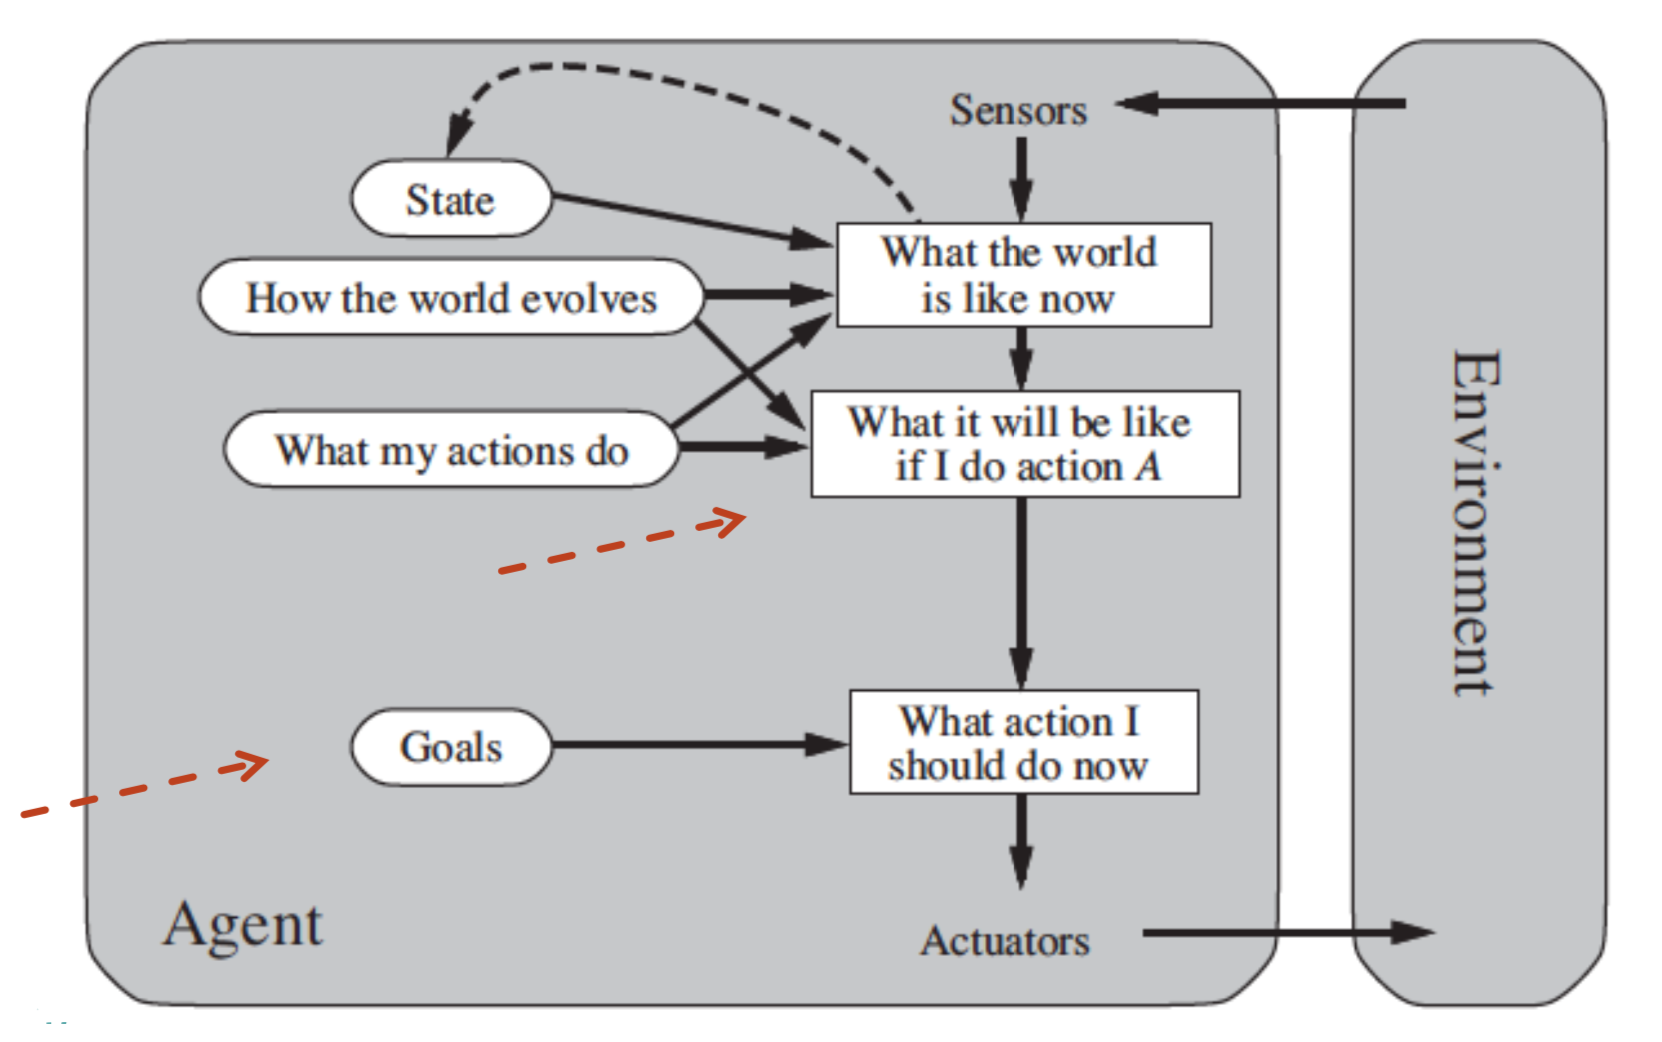 Sensors
State
What the world
is like now
How the world evolves
What my actions do
What it will be like
if I do action A
Goals
What action I
should do now
Agent
Actuators
Environment